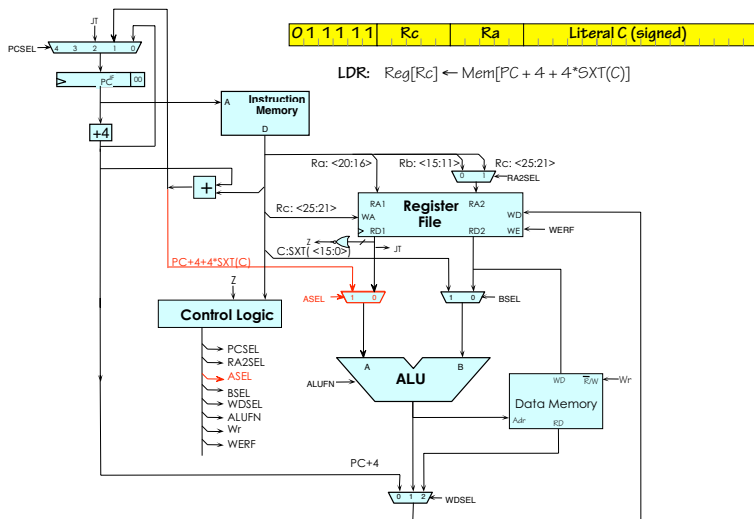 011111 Rc Ra Literal C (signed)
JT
PCSEL 4 3 2 1 0
LDR: Reg[Rc] ← Mem[PC + 4 + 4*SXT(C)]
PC 00
A Instruction
Memory
D
+4
Ra: <20:16> Rb: <15:11> Rc: <25:21>
0 1 RA2SEL
+
RA1 Register RA2
Rc: <25:21> WA File WD
RD1 RD2 WE WERF
Z
C:SXT( <15:0>) JT
PC+4+4*SXT(C)
Z
ASEL 1 0 1 0 BSEL
Control Logic
PCSEL
RA2SEL
ASEL
BSEL
WDSEL
ALUFN
Wr
WERF
A ALU B
ALUFN
WD R/W Wr
Data Memory
Adr RD
PC+4
0 1 2 WDSEL